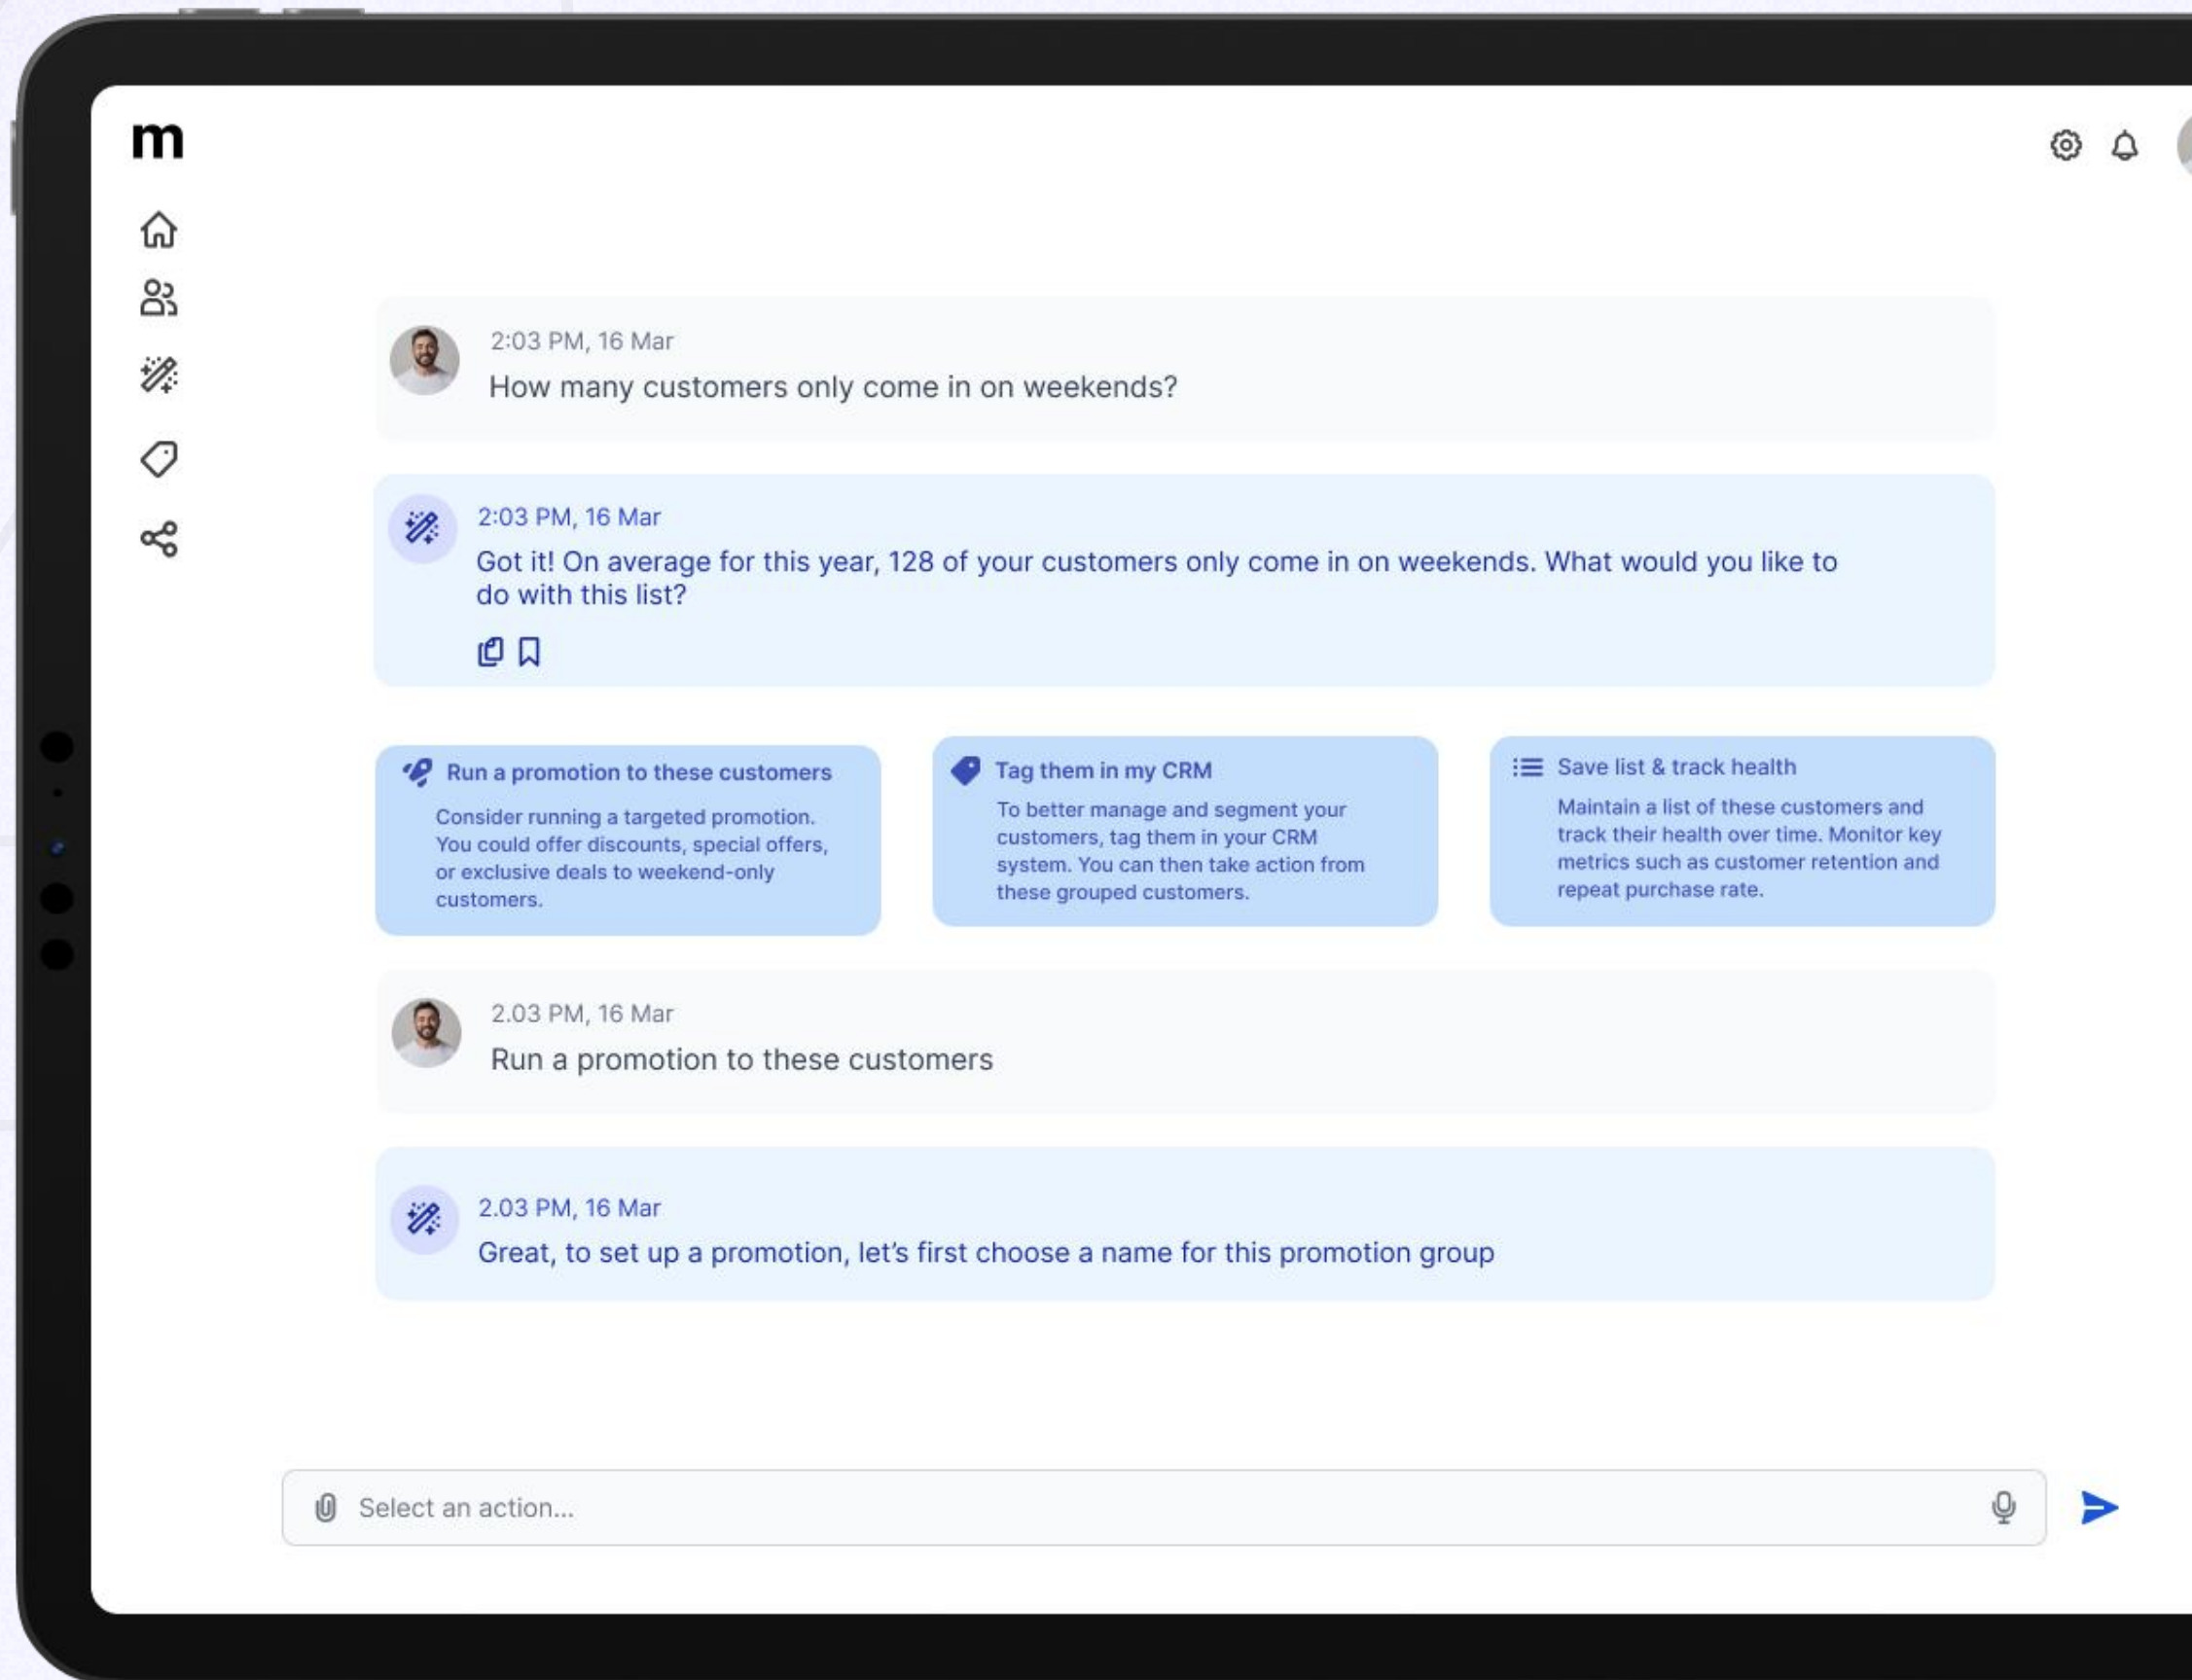 m
2:03 PM, 16 Mar
How many customers only come in on weekends?
2:03 PM, 16 Mar
Got it! On average for this year, 128 of your customers only come in on weekends. What would you like to
do with this list?
Run a promotion to these customers
Consider running a targeted promotion.
You could offer discounts, special offers,
or exclusive deals to weekend-only
customers.
Tag them in my CRM
To better manage and segment your
customers, tag them in your CRM
system. You can then take action from
these grouped customers.
Save list & track health
Maintain a list of these customers and
track their health over time. Monitor key
metrics such as customer retention and
repeat purchase rate.
2.03 PM, 16 Mar
Run a promotion to these customers
2.03 PM, 16 Mar
Great, to set up a promotion, let’s first choose a name for this promotion group
Select an action...